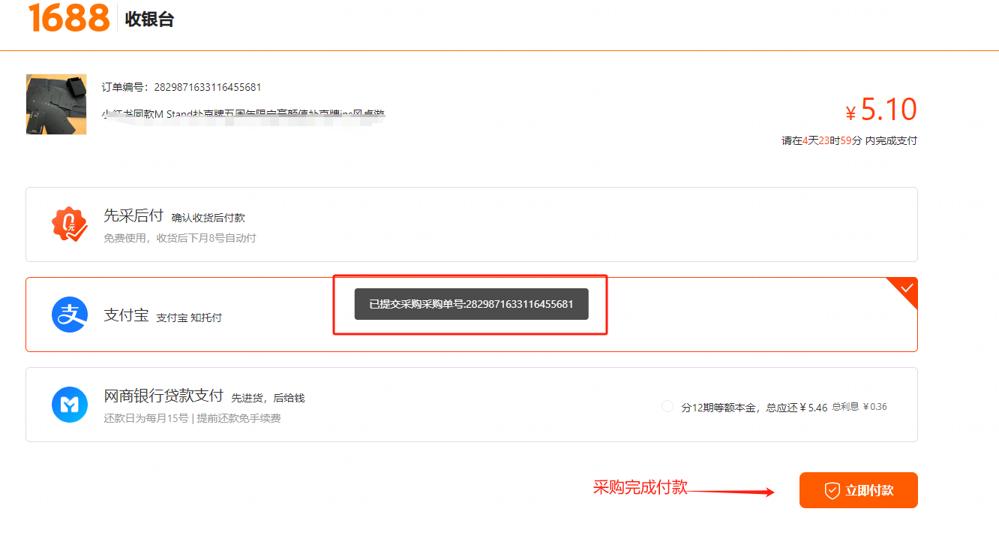 1688 收银台
订单编号：2829871633116455681
小红书同款M Stand扑克牌五周年限定高颜值扑克牌ins风桌游
¥5.10
请在4天23时59分 内完成支付
0元
先采后付 确认收货后付款
免费使用，收货后下月8号自动付
已提交采购采购单号:2829871633116455681
支 支付宝 支付宝 知托付
网商银行贷款支付 先进货，后给钱
还款日为每月15号 | 提前还款免手续费
分12期等额本金，总应还¥5.46 总利息 ¥0.36
采购完成付款
立即付款